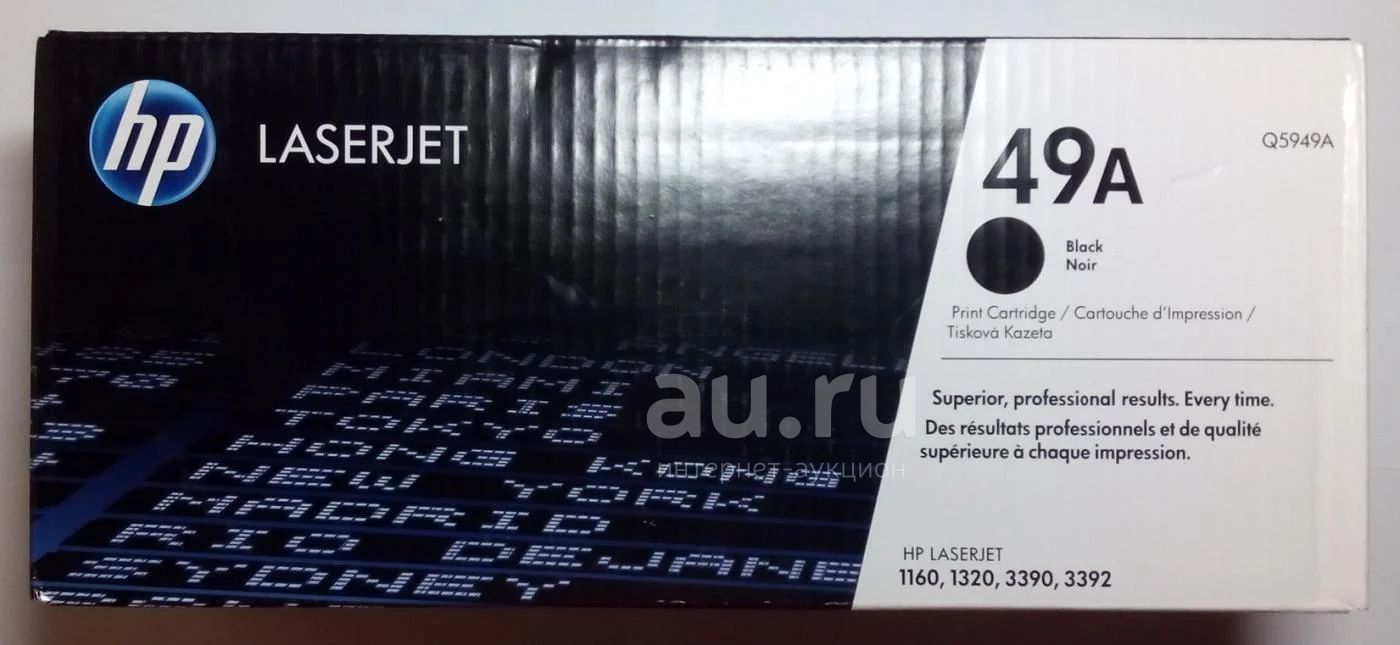 hp
LASERJET
49A
Q5949A
Black
Noir
Print Cartridge / Cartouche d'Impression /
Tisková Kazeta
Superior, professional results. Every time.
Des résultats professionnels et de qualité
supérieure à chaque impression.
HP LASERJET
1160, 1320, 3390, 3392
LONDON
MIAMI
PARIS
TOKYO
HONG KONG
NEW YORK
MADRID
RIO DEJANE
ZYDNEY
au.ru
интернет-аукцион